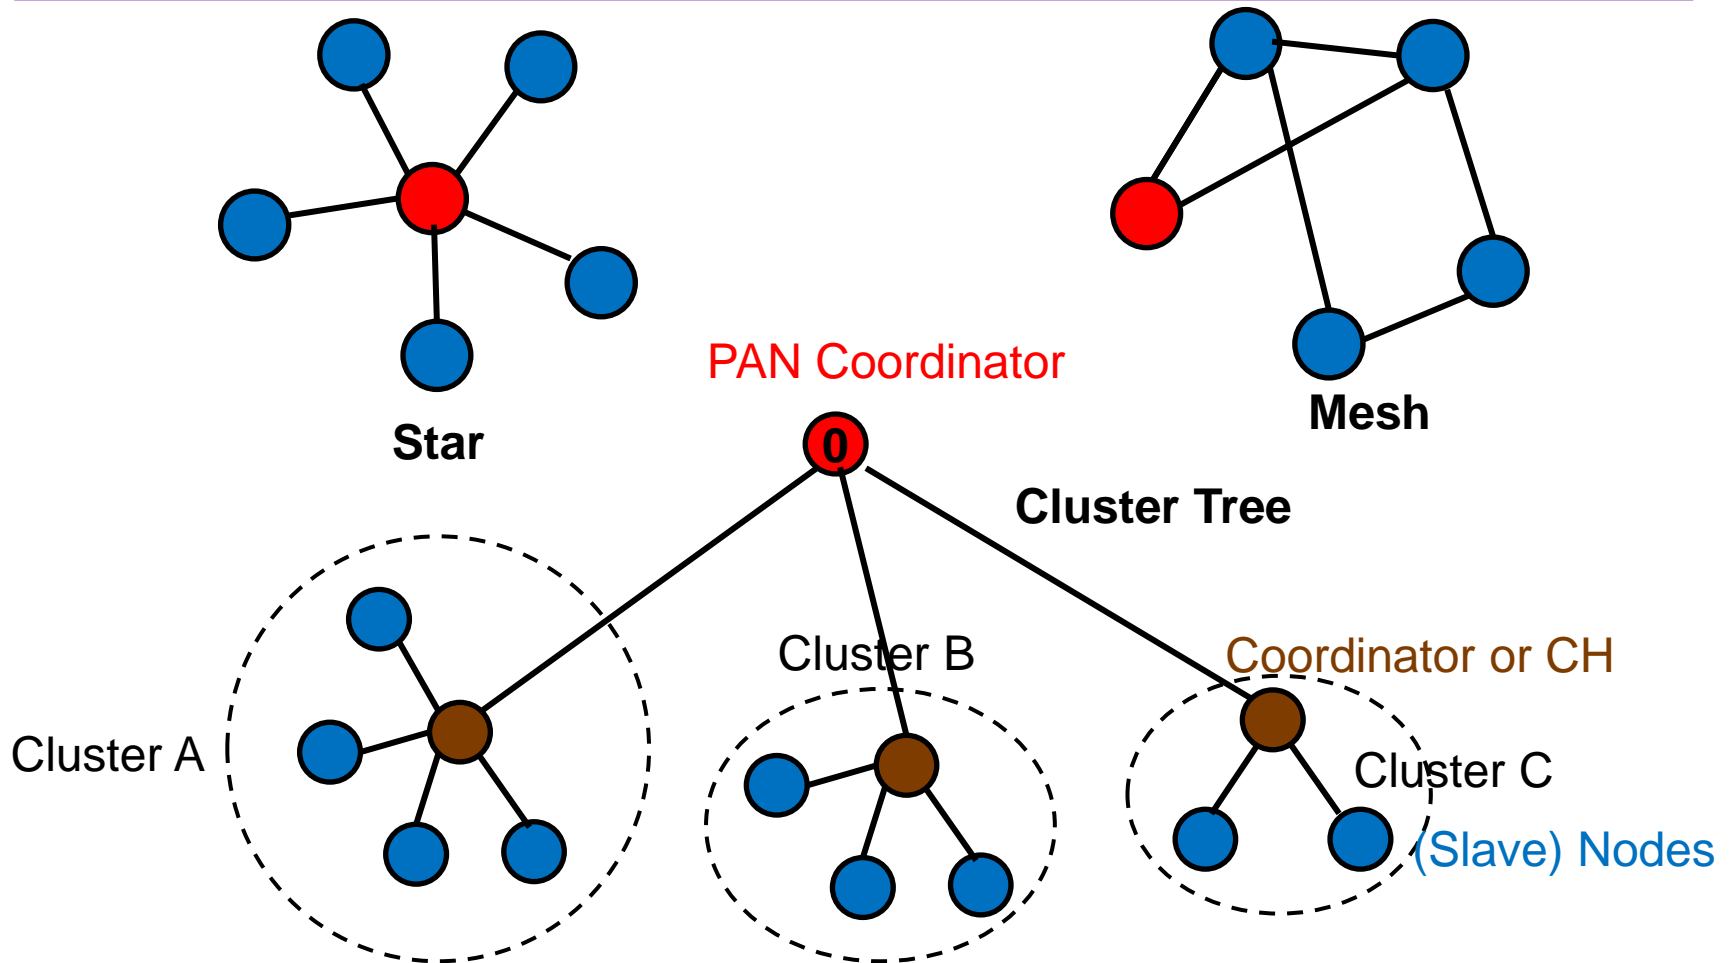 PAN Coordinator
Star
Mesh
0
Cluster Tree
Cluster B
Coordinator or CH
Cluster A
Cluster C
(Slave) Nodes